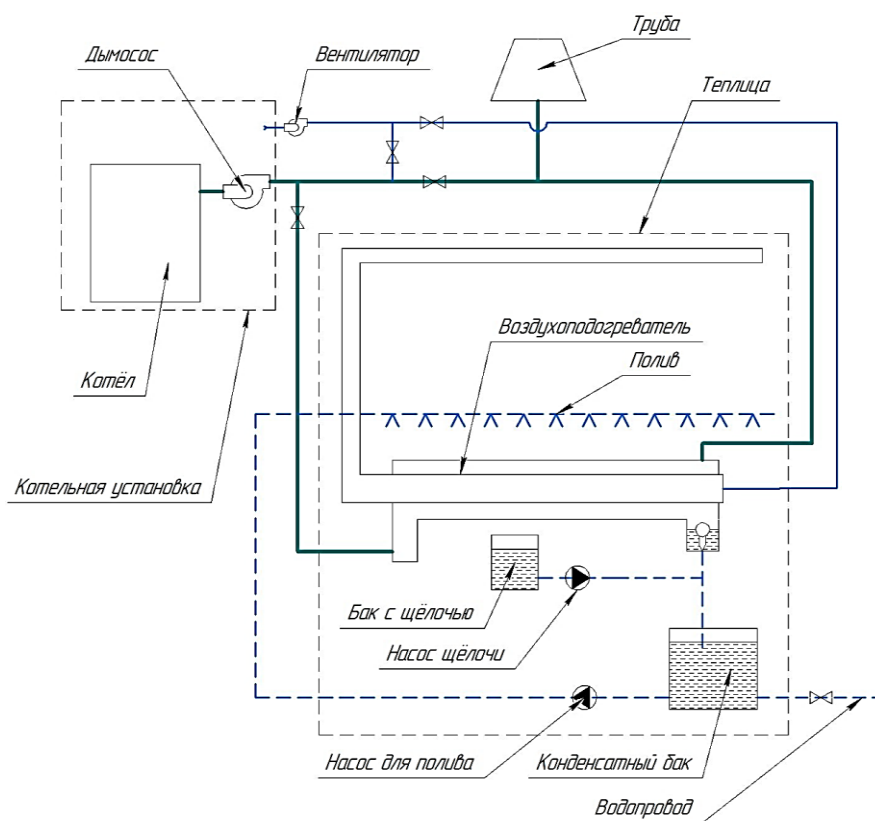 Труба
Дымосос
Вентилятор
Теплица
Воздухоподогреватель
Полив
Котёл
Котельная установка
Бак с щёлочью
Насос щёлочи
Насос для полива
Конденсатный бак
Водопровод